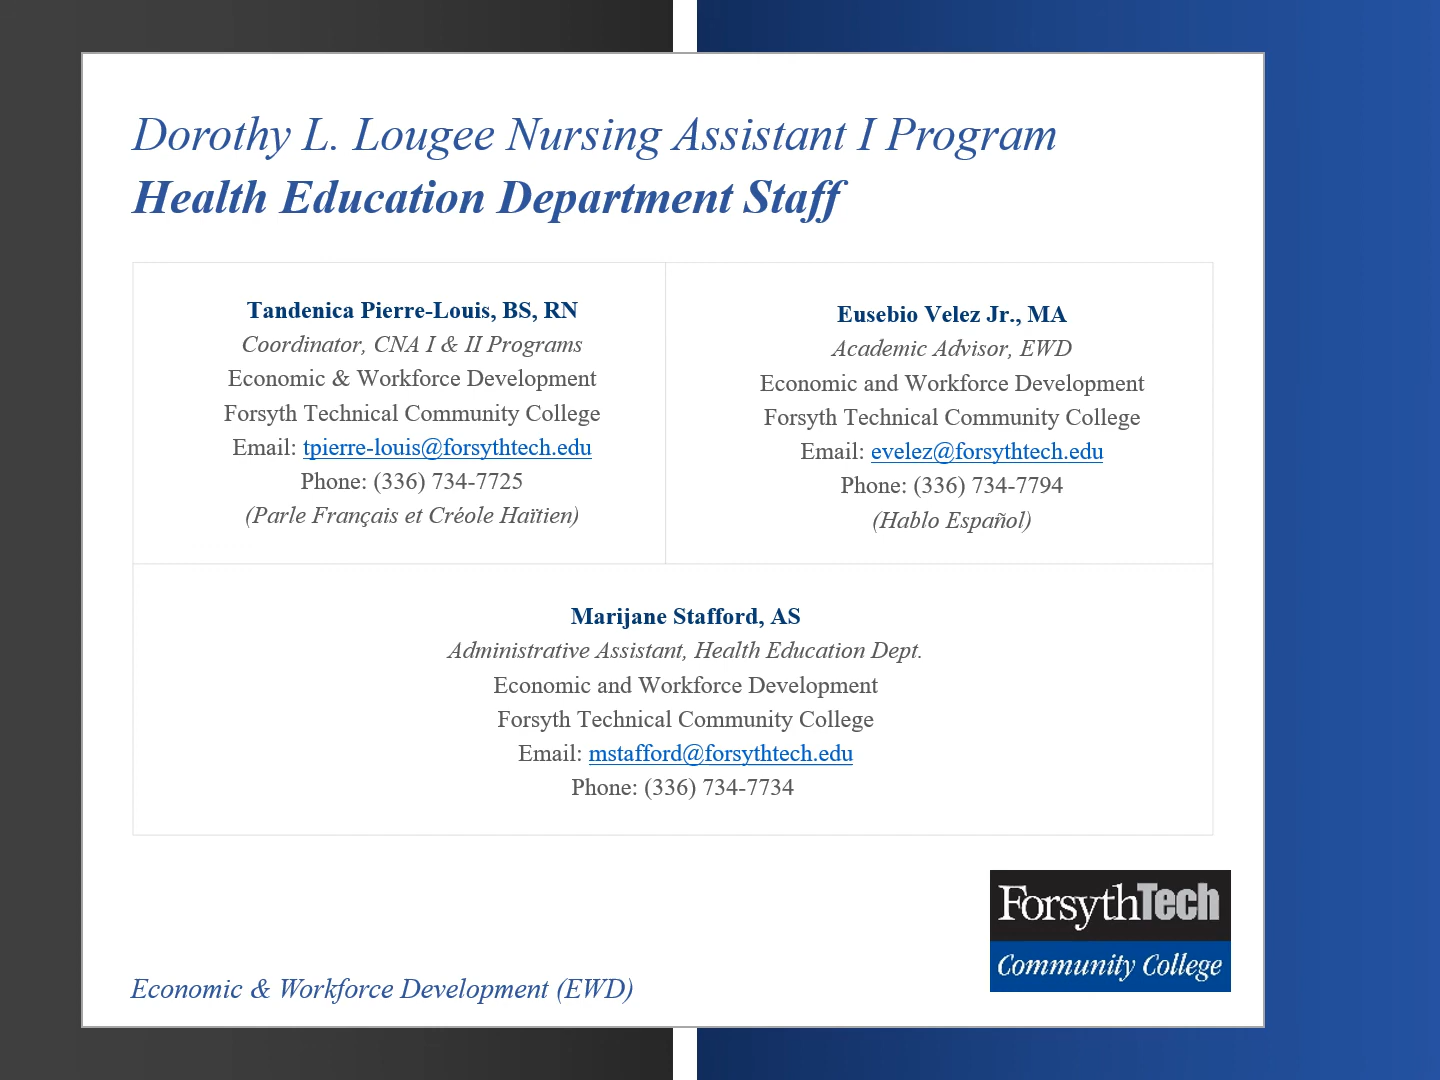 Dorothy L. Lougee Nursing Assistant I Program
Health Education Department Staff
Tandenica Pierre-Louis, BS, RN
Coordinator, CNA I & II Programs
Economic & Workforce Development
Forsyth Technical Community College
Email: tpierre-louis@forsythtech.edu
Phone: (336) 734-7725
(Parle Français et Créole Haïtien)
Eusebio Velez Jr., MA
Academic Advisor, EWD
Economic and Workforce Development
Forsyth Technical Community College
Email: evelez@forsythtech.edu
Phone: (336) 734-7794
(Hablo Español)
Marijane Stafford, AS
Administrative Assistant, Health Education Dept.
Economic and Workforce Development
Forsyth Technical Community College
Email: mstafford@forsythtech.edu
Phone: (336) 734-7734
ForsythTech
Community College
Economic & Workforce Development (EWD)